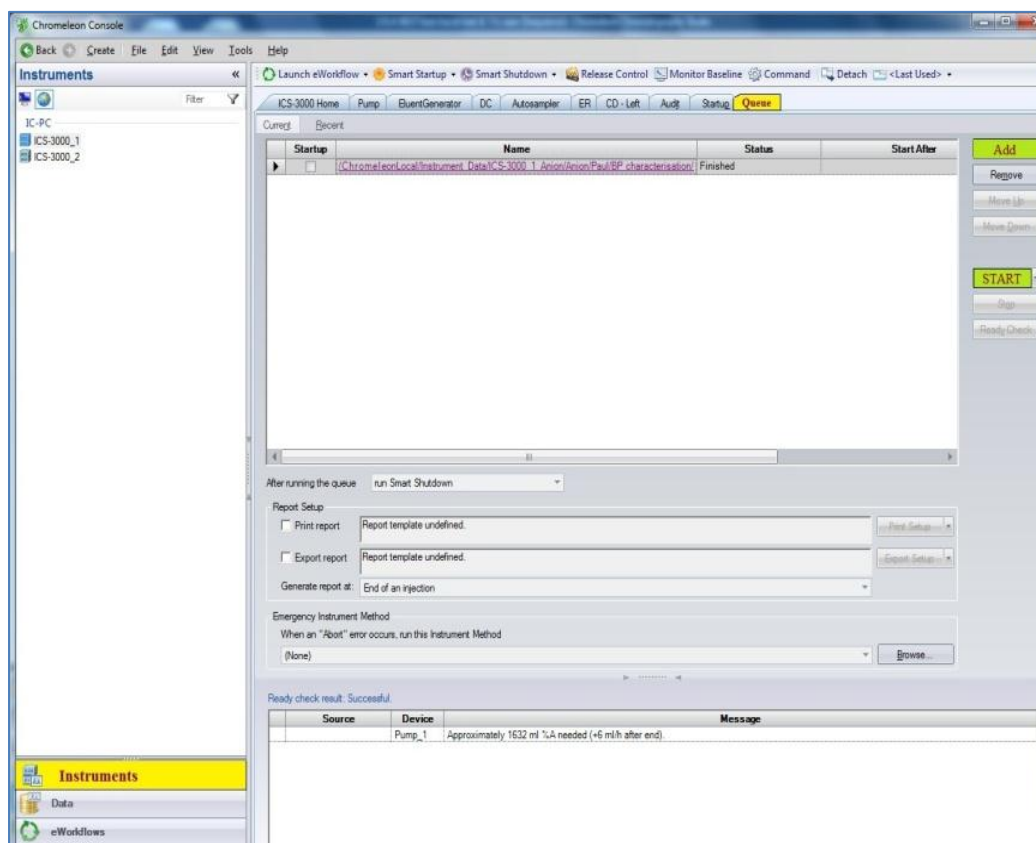 Chromeleon Console
Back Create File Edit View Tools Help
Instruments «
Launch eWorkflow Smart Startup Smart Shutdown Release Control Monitor Baseline Command Detach <Last Used>
Filter
ICS-3000 Home Pump EluentGenerator DC Autosampler ER CD - Left Audit Startup Queue
IC-PC
ICS-3000_1
ICS-3000_2
Current Recent
Startup Name Status Start After
/ChromeleonLocal/Instrument Data/ICS-3000_1 Anion/Anion/Paul/BP characterisation/ Finished
Add
Remove
Move Up
Move Down
START
Stop
Ready Check
After running the queue run Smart Shutdown
Report Setup
Print report Report template undefined. Print Setup
Export report Report template undefined. Export Setup
Generate report at: End of an injection
Emergency Instrument Method
When an "Abort" error occurs, run this Instrument Method
(None) Browse...
Ready check result: Successful.
Source Device Message
Pump_1 Approximately 1632 ml %A needed (+6 ml/h after end).
Instruments
Data
eWorkflows